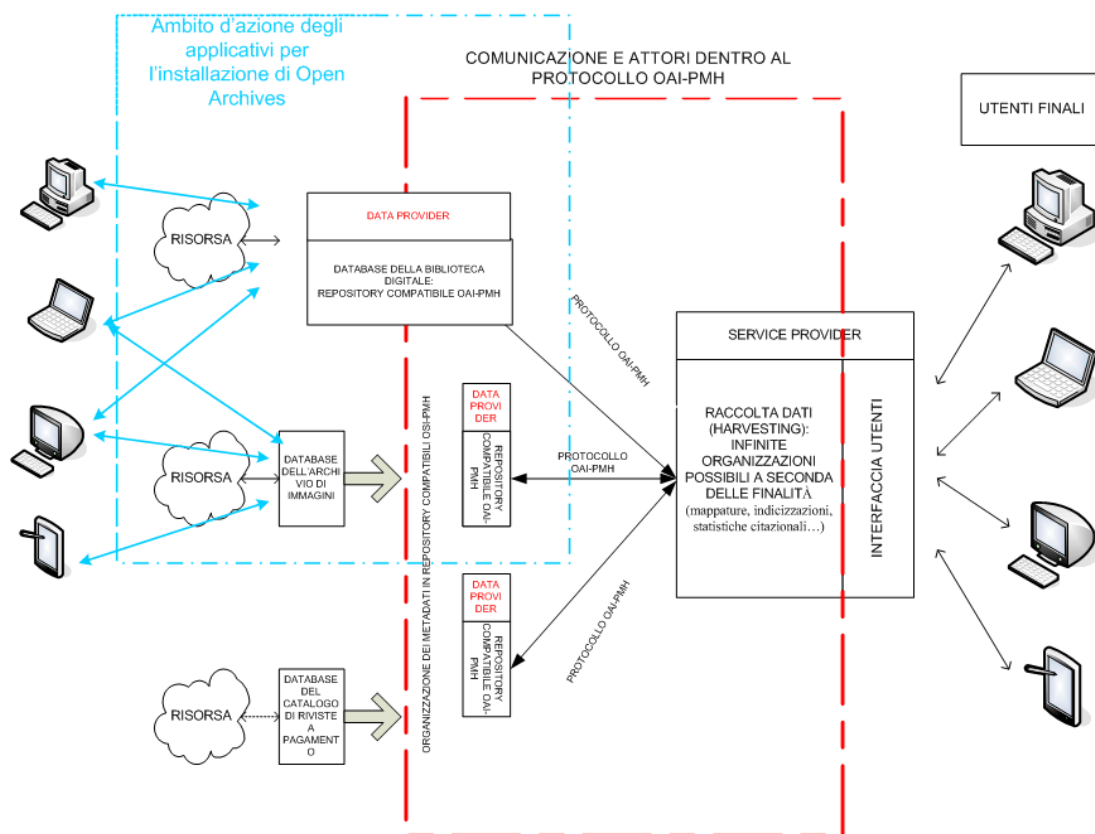 Ambito d'azione degli
applicativi per
l'installazione di Open
Archives
COMUNICAZIONE E ATTORI DENTRO AL
PROTOCOLLO OAI-PMH
UTENTI FINALI
RISORSA
DATA PROVIDER
DATABASE DELLA BIBLIOTECA
DIGITALE:
REPOSITORY COMPATIBILE OAI-PMH
PROTOCOLLO OAI-PMH
SERVICE PROVIDER
RACCOLTA DATI
(HARVESTING):
INFINITE
ORGANIZZAZIONI
POSSIBILI A SECONDA
DELLE FINALITÀ
(mappature, indicizzazioni,
statistiche citazionali…)
INTERFACCIA UTENTI
RISORSA
DATABASE
DELL'ARCHI
VIO DI
IMMAGINI
ORGANIZZAZIONE DEI METADATI IN REPOSITORY COMPATIBILI OSI-PMH
DATA
PROVI
DER
REPOSITORY
COMPATIBILE OAI-
PMH
PROTOCOLLO
OAI-PMH
DATA
PROVI
DER
REPOSITORY
COMPATIBILE OAI-
PMH
PROTOCOLLO OAI-PMH
RISORSA
DATABASE
DEL
CATALOGO
DI RIVISTE
A
PAGAMENT
O